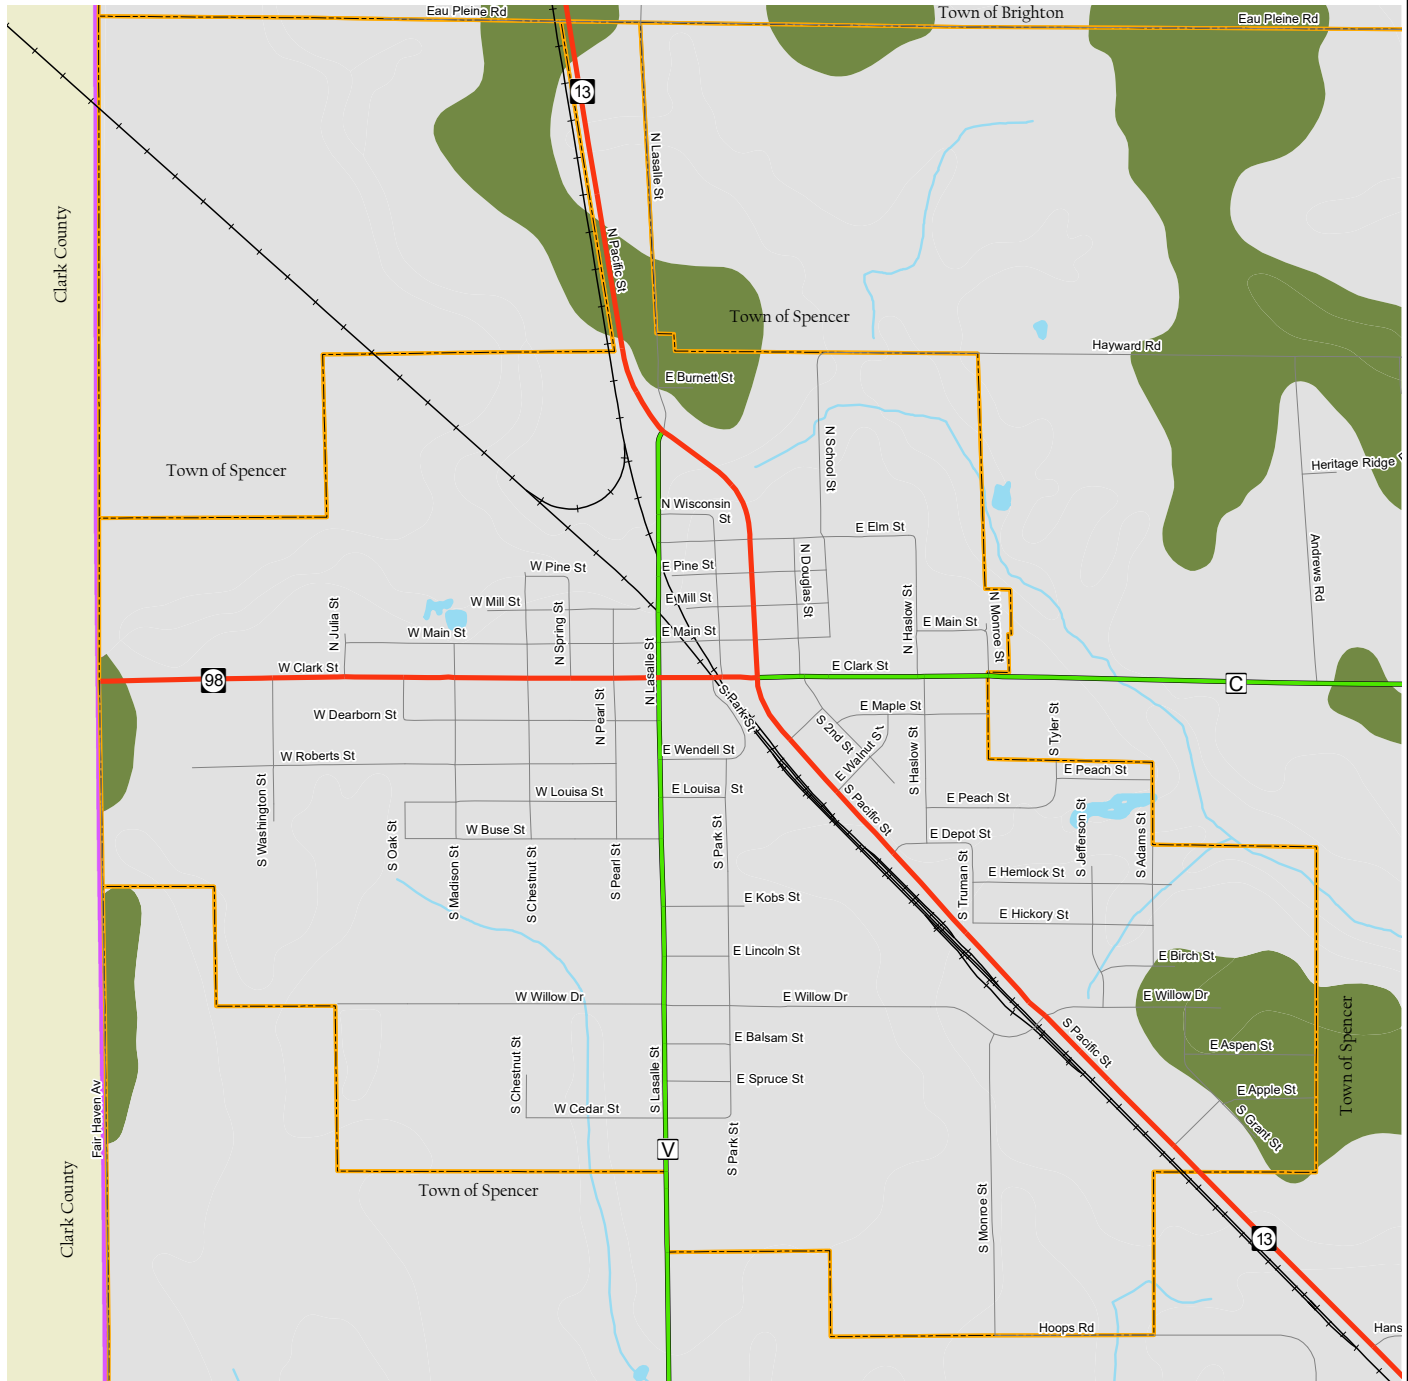 Eau Pleine Rd
Town of Brighton
Eau Pleine Rd
13
N Lasalle St
Clark County
N Pacific St
Town of Spencer
Hayward Rd
E Burnett St
Town of Spencer
N School St
Heritage Ridge
N Wisconsin
St
E Elm St
Andrews Rd
W Pine St
E Pine St
N Douglas St
W Mill St
E Mill St
N Julia St
N Spring St
N Haslow St
N Monroe St
W Main St
E Main St
E Main St
W Clark St
E Clark St
98
N Lasalle St
C
S Park St
W Dearborn St
N Pearl St
E Maple St
S 2nd St
S Tyler St
W Roberts St
E Wendell St
E Walnut St
S Haslow St
E Peach St
W Louisa St
E Louisa St
S Pacific St
E Peach St
S Washington St
S Oak St
W Buse St
S Park St
E Depot St
S Jefferson St
S Adams St
S Madison St
S Chestnut St
S Pearl St
S Truman St
E Hemlock St
E Kobs St
E Hickory St
E Lincoln St
E Birch St
W Willow Dr
E Willow Dr
E Willow Dr
S Pacific St
Town of Spencer
E Balsam St
E Aspen St
S Chestnut St
S Lasalle St
E Spruce St
E Apple St
Fair Haven Av
W Cedar St
S Grant St
V
S Park St
Town of Spencer
Clark County
S Monroe St
13
Hoops Rd
Hans